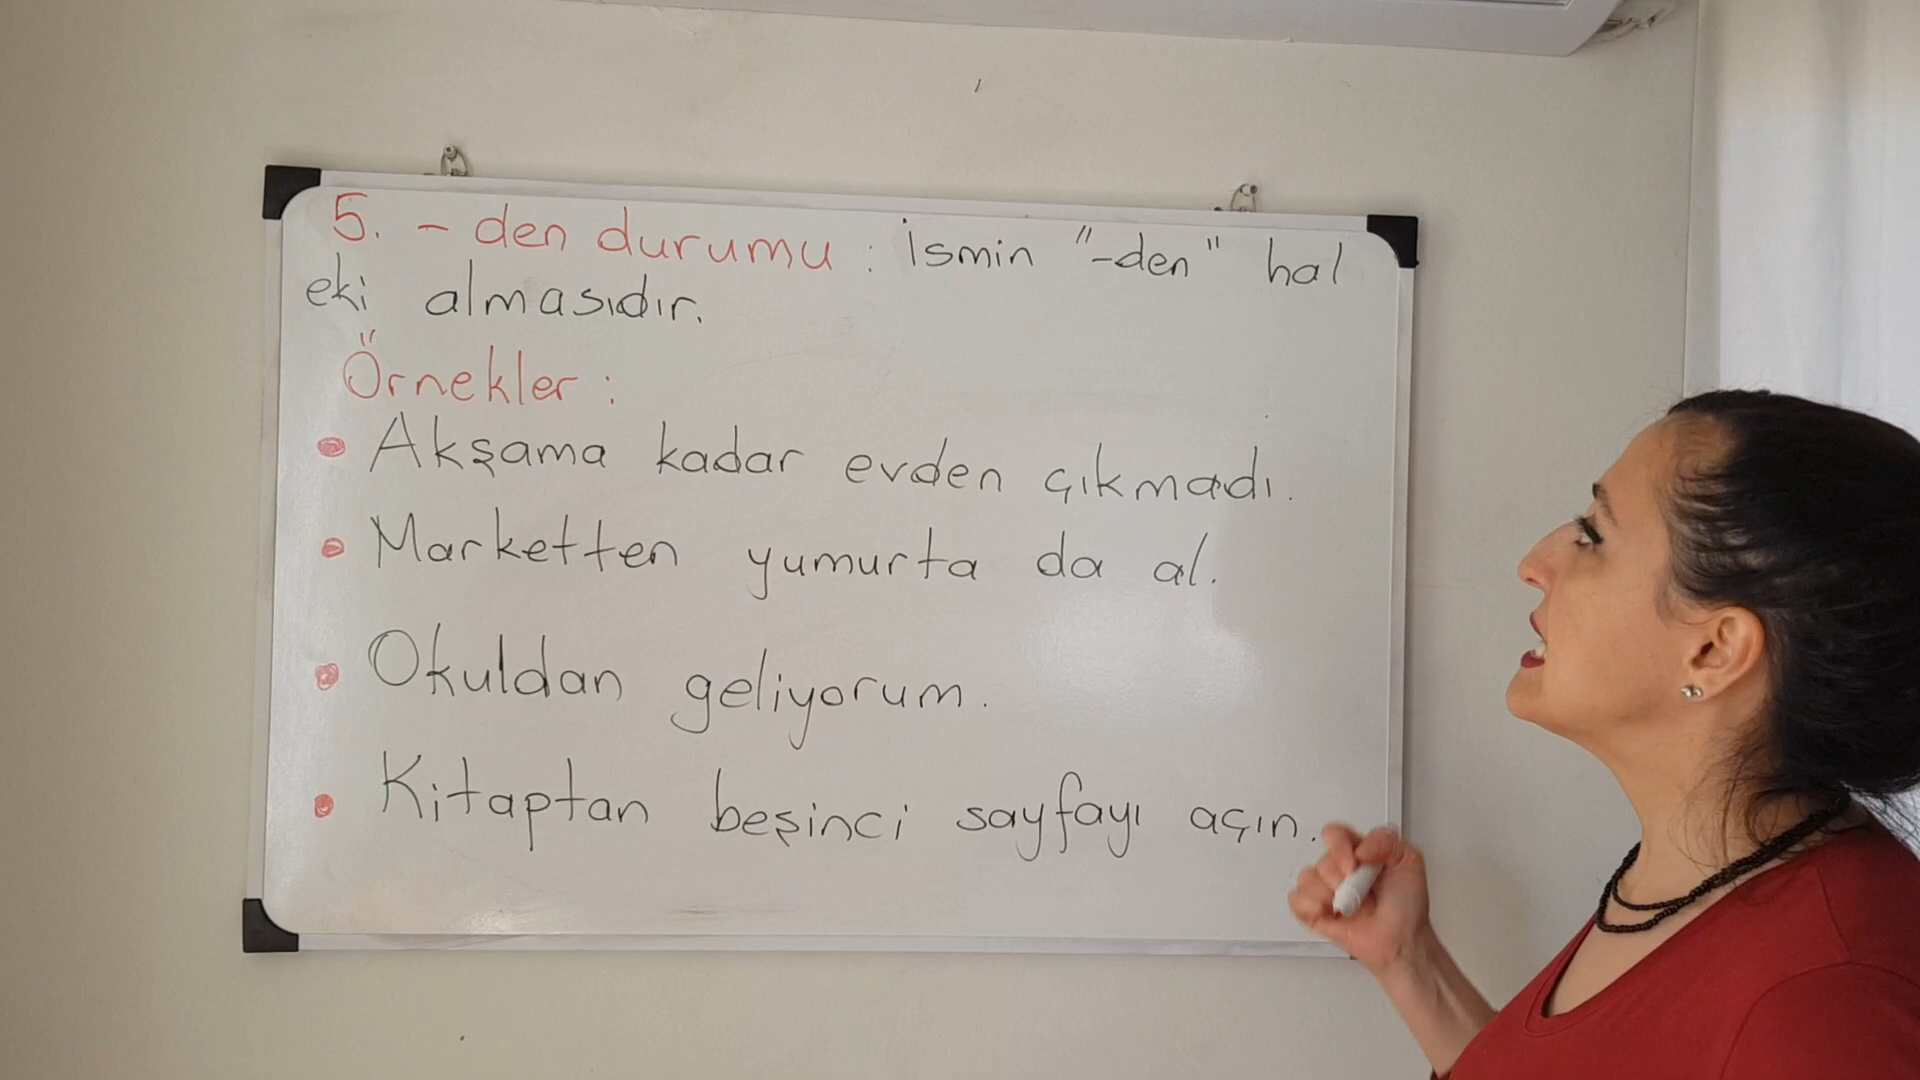 5. - den durumu : İsmin "-den" hal
eki almasıdır.
Örnekler :
• Akşama kadar evden çıkmadı.
• Marketten yumurta da al.
• Okuldan geliyorum.
• Kitaptan beşinci sayfayı açın.